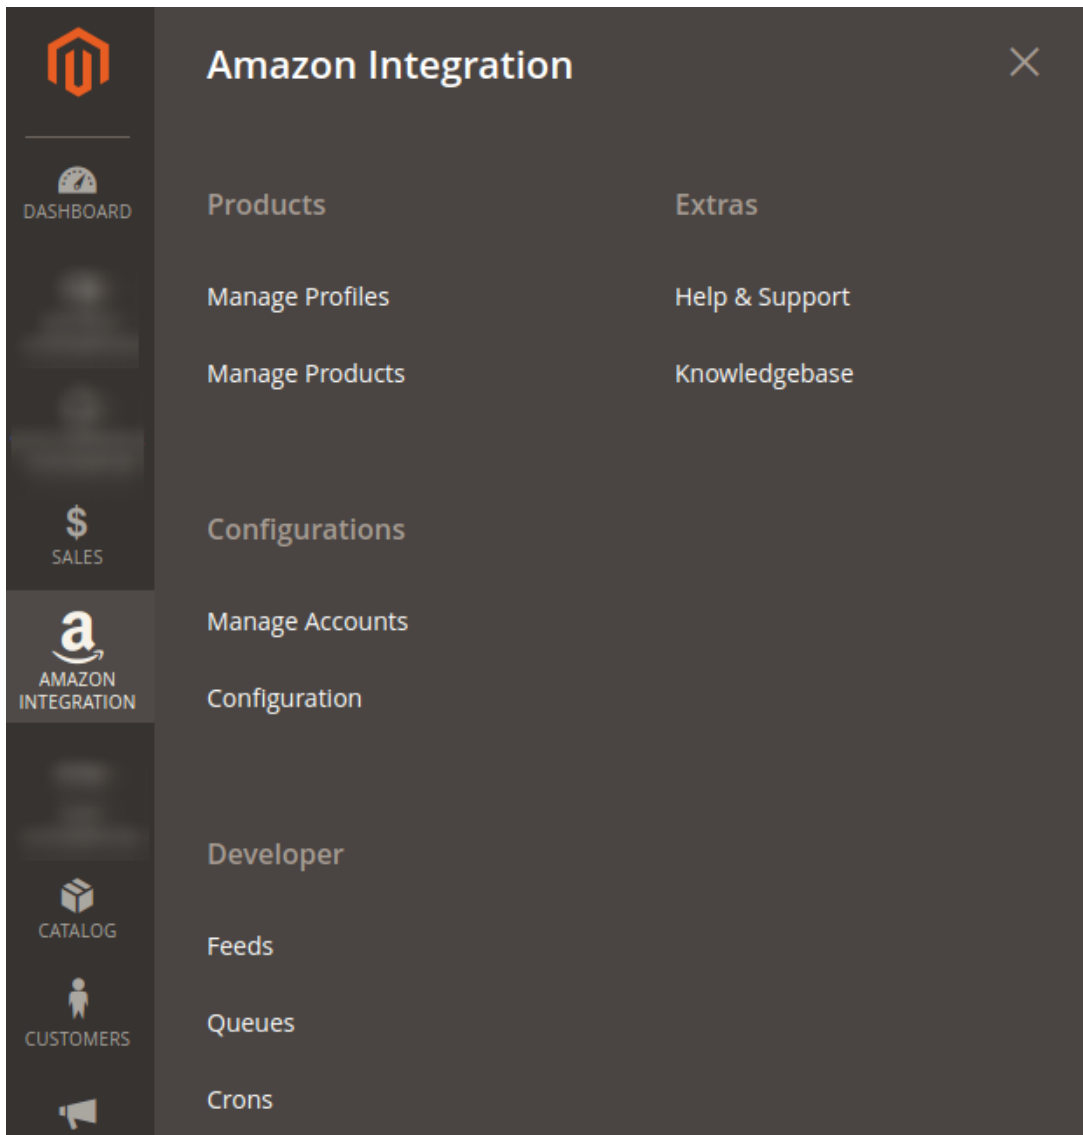 DASHBOARD
$
SALES
a
AMAZON
INTEGRATION
CATALOG
CUSTOMERS
Amazon Integration
Products
Manage Profiles
Manage Products
Extras
Help & Support
Knowledgebase
Configurations
Manage Accounts
Configuration
Developer
Feeds
Queues
Crons